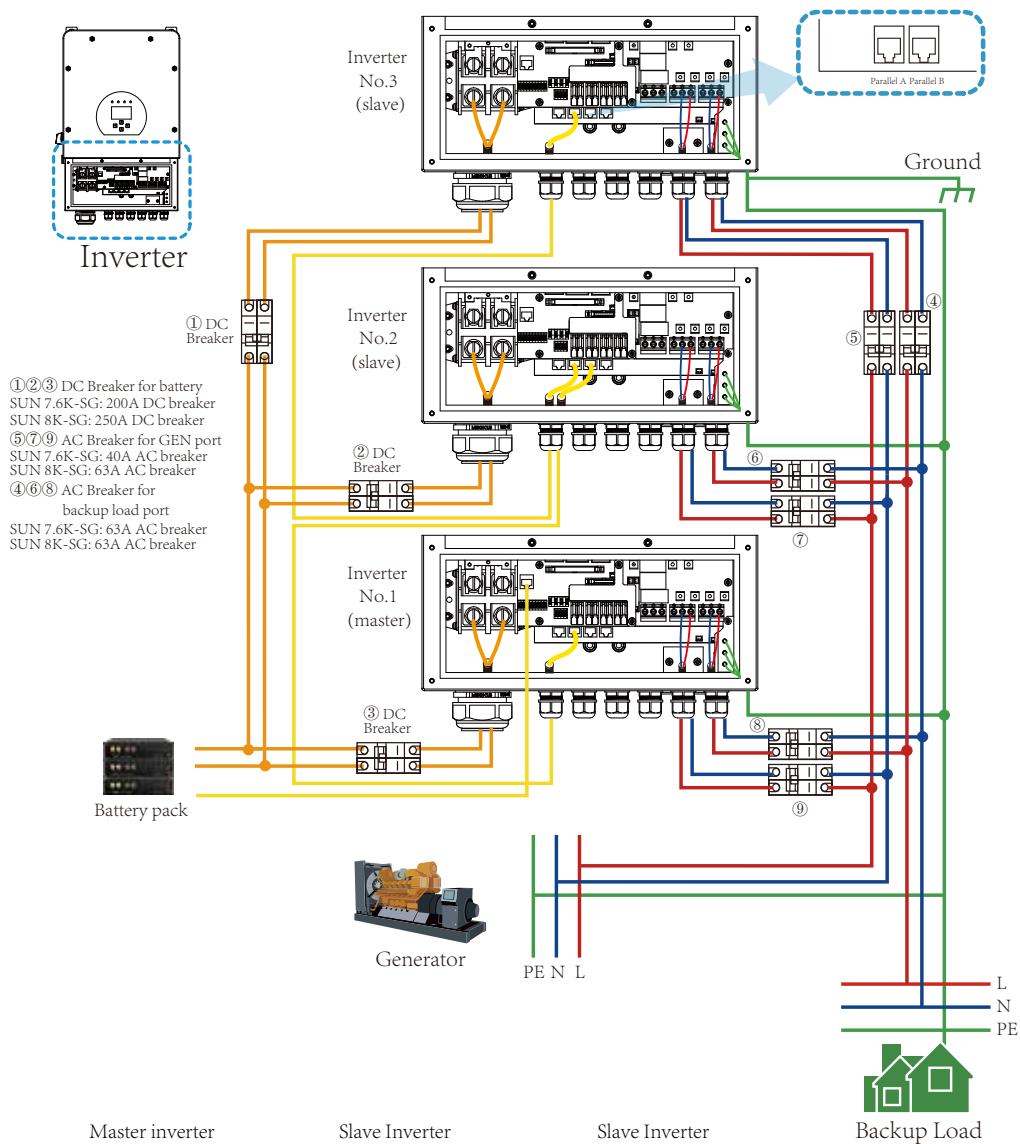 Inverter
Inverter
No.3
(slave)
Parallel A Parallel B
Ground
① DC
Breaker
Inverter
No.2
(slave)
④
⑤
①②③ DC Breaker for battery
SUN 7.6K-SG: 200A DC breaker
SUN 8K-SG: 250A DC breaker
⑤⑦⑨ AC Breaker for GEN port
SUN 7.6K-SG: 40A AC breaker
SUN 8K-SG: 63A AC breaker
④⑥⑧ AC Breaker for
backup load port
SUN 7.6K-SG: 63A AC breaker
SUN 8K-SG: 63A AC breaker
② DC
Breaker
⑥
⑦
Inverter
No.1
(master)
③ DC
Breaker
⑧
⑨
Battery pack
Generator
PE N L
L
N
PE
Backup Load
Master inverter
Slave Inverter
Slave Inverter